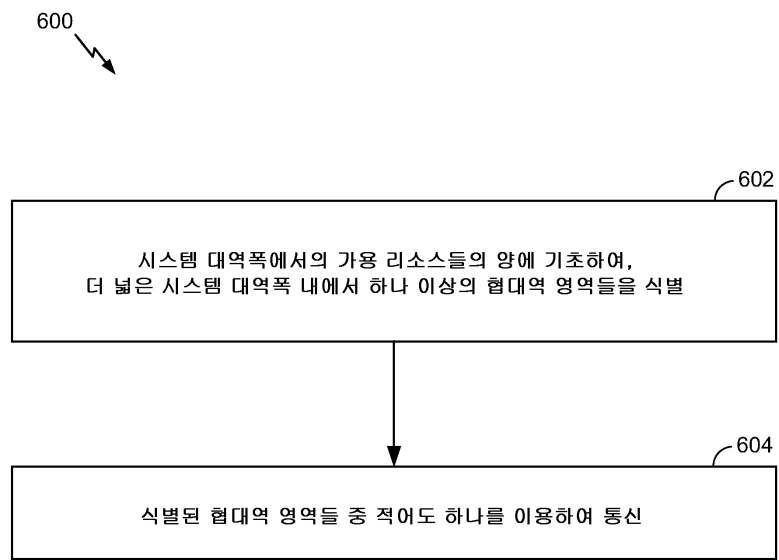 600
602
시스템 대역폭에서의 가용 리소스들의 양에 기초하여,
더 넓은 시스템 대역폭 내에서 하나 이상의 협대역 영역들을 식별
604
식별된 협대역 영역들 중 적어도 하나를 이용하여 통신